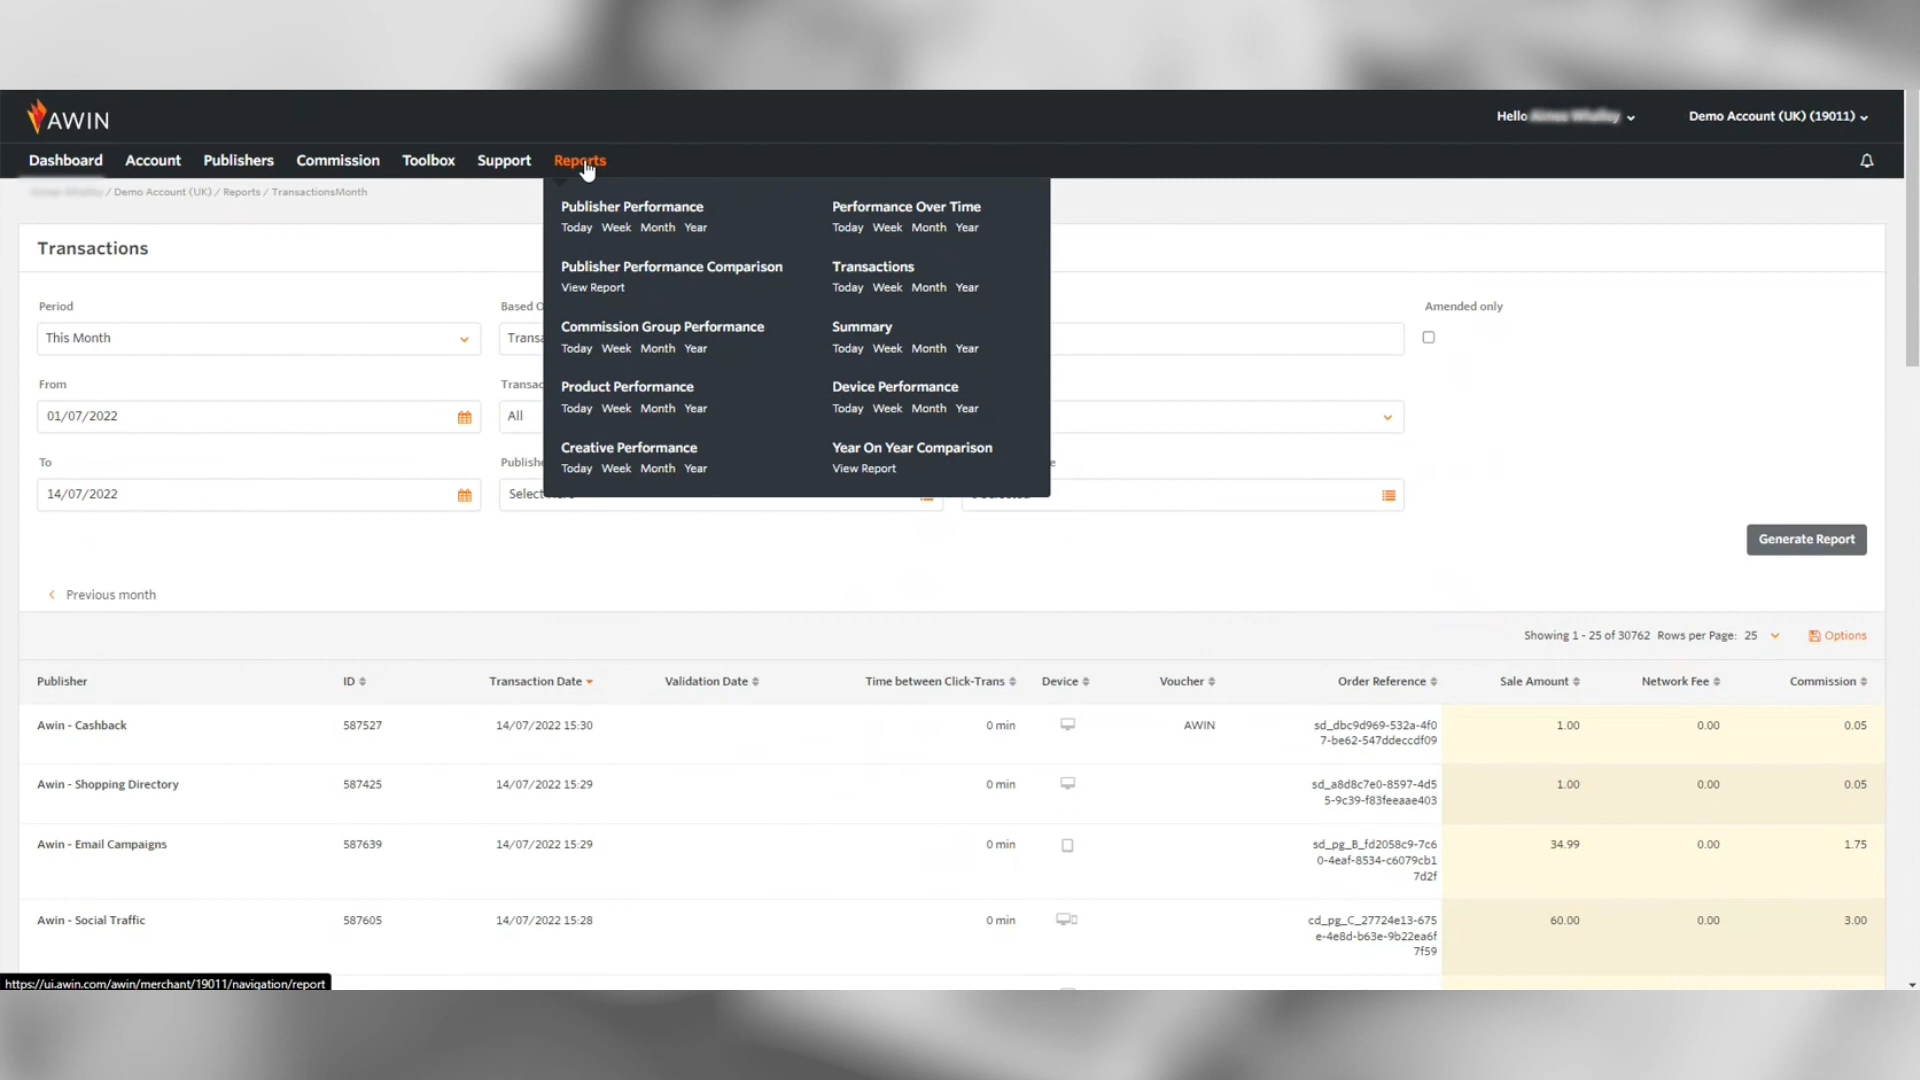 AWIN
Hello
Demo Account (UK) (19011)
Dashboard Account Publishers Commission Toolbox Support Reports
/ Demo Account (UK) / Reports / TransactionsMonth
Publisher Performance
Today Week Month Year
Performance Over Time
Today Week Month Year
Publisher Performance Comparison
View Report
Transactions
Today Week Month Year
Commission Group Performance
Today Week Month Year
Summary
Today Week Month Year
Product Performance
Today Week Month Year
Device Performance
Today Week Month Year
Creative Performance
Today Week Month Year
Year On Year Comparison
View Report
Transactions
Period
Based O
Amended only
This Month
Transa
From
Transac
01/07/2022
All
To
Publishe
14/07/2022
Select
Generate Report
Previous month
Showing 1 - 25 of 30762 Rows per Page: 25 Options
Publisher ID Transaction Date Validation Date Time between Click-Trans Device Voucher Order Reference Sale Amount Network Fee Commission
Awin - Cashback 587527 14/07/2022 15:30 0 min AWIN sd_dbc9d969-532a-4f0 1.00 0.00 0.05
7-be62-547ddeccdf09
Awin - Shopping Directory 587425 14/07/2022 15:29 0 min sd_a8d8c7e0-8597-4d5 1.00 0.00 0.05
5-9c39-f83feeaae403
Awin - Email Campaigns 587639 14/07/2022 15:29 0 min sd_pg_B_fd2058c9-7c6 34.99 0.00 1.75
0-4eaf-8534-c6079cb1
7d2f
Awin - Social Traffic 587605 14/07/2022 15:28 0 min cd_pg_C_27724e13-675 60.00 0.00 3.00
e-4e8d-b63e-9b22ea6f
7f59
https://ui.awin.com/awin/merchant/19011/navigation/report